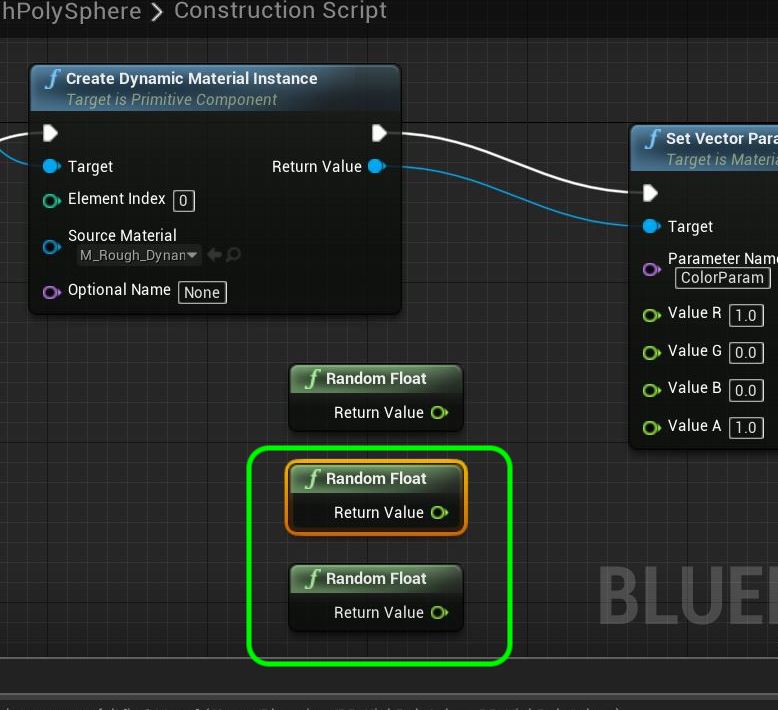 hPolySphere > Construction Script
f Create Dynamic Material Instance
Target is Primitive Component
Target
Return Value
Element Index 0
Source Material
M_Rough_Dynan
Optional Name None
f Set Vector Para
Target is Materia
Target
Parameter Name
ColorParam
Value R 1.0
Value G 0.0
Value B 0.0
Value A 1.0
f Random Float
Return Value
f Random Float
Return Value
f Random Float
Return Value
BLUE